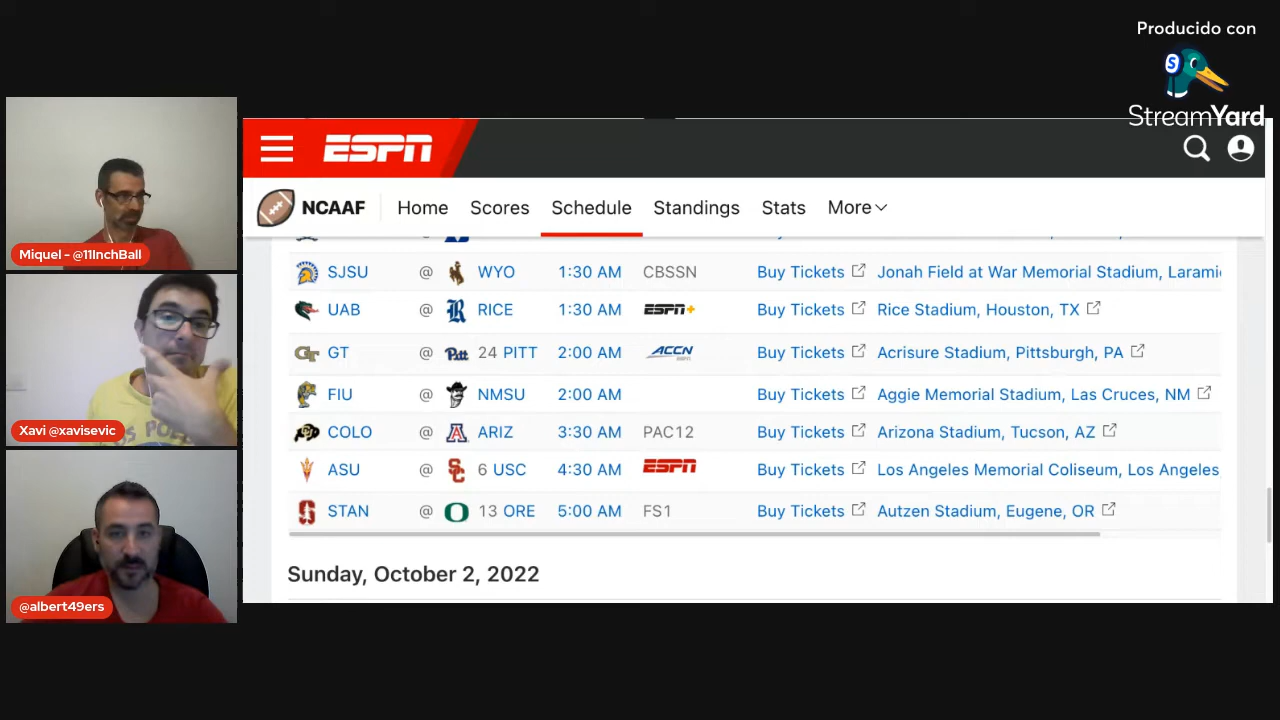 Producido con
StreamYard
ESPN
NCAAF Home Scores Schedule Standings Stats More
SJSU @ WYO 1:30 AM CBSSN Buy Tickets Jonah Field at War Memorial Stadium, Larami
UAB @ RICE 1:30 AM ESPN+ Buy Tickets Rice Stadium, Houston, TX
GT @ Pitt 24 PITT 2:00 AM ACCN ESPN Buy Tickets Acrisure Stadium, Pittsburgh, PA
FIU @ NMSU 2:00 AM Buy Tickets Aggie Memorial Stadium, Las Cruces, NM
COLO @ ARIZ 3:30 AM PAC12 Buy Tickets Arizona Stadium, Tucson, AZ
ASU @ SC 6 USC 4:30 AM ESPN Buy Tickets Los Angeles Memorial Coliseum, Los Angeles
STAN @ 13 ORE 5:00 AM FS1 Buy Tickets Autzen Stadium, Eugene, OR
Sunday, October 2, 2022
Miquel - @11InchBall
Xavi @xavisevic
@albert49ers